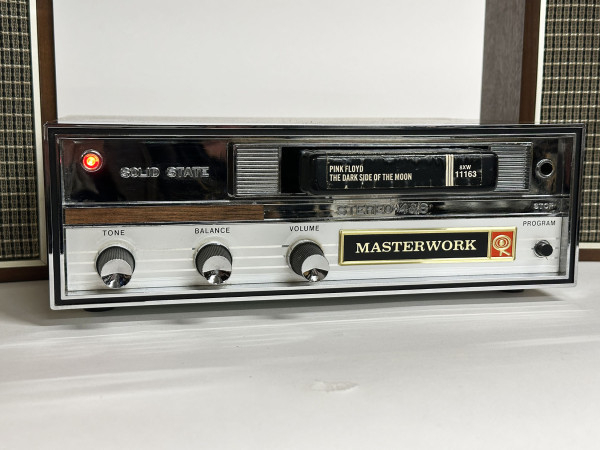 SOLID STATE
PINK FLOYD
THE DARK SIDE OF THE MOON
8XW
11163
STOP
TONE
BALANCE
VOLUME
PROGRAM
MASTERWORK